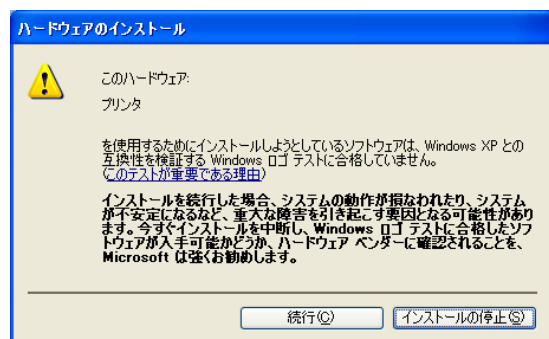 ハードウェアのインストール
このハードウェア:
プリンタ
を使用するためにインストールしようとしているソフトウェアは、Windows XP との
互換性を検証する Windows ロゴ テストに合格していません。
(このテストが重要である理由)
インストールを続行した場合、システムの動作が損なわれたり、システム
が不安定になるなど、重大な障害を引き起こす要因となる可能性があり
ます。今すぐインストールを中断し、Windows ロゴ テストに合格したソフ
トウェアが入手可能かどうか、ハードウェア ベンダーに確認されることを、
Microsoft は強くお勧めします。
続行(C) インストールの停止(S)